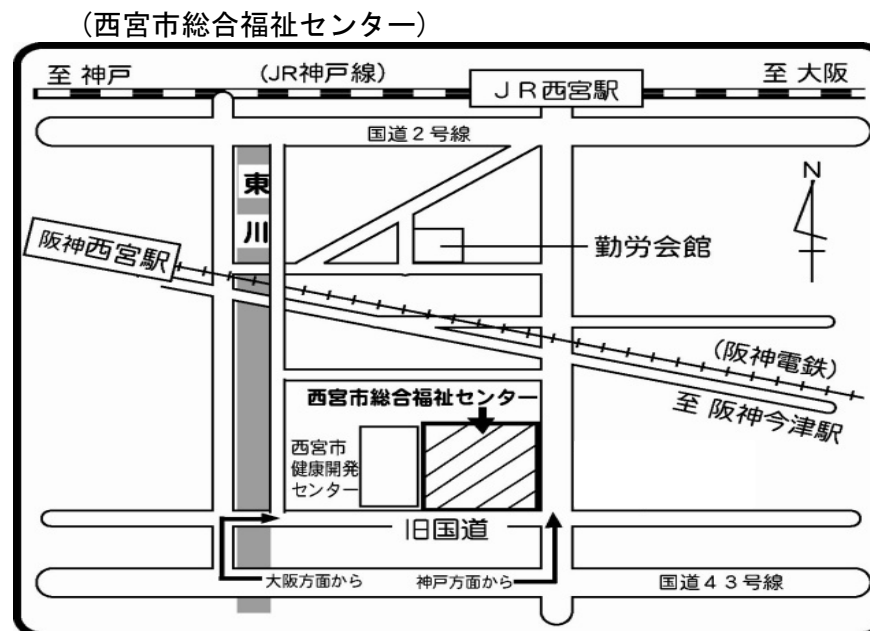 (西宮市総合福祉センター)
至 神戸
(JR神戸線)
JR西宮駅
至 大阪
国道2号線
N
東
川
阪神西宮駅
勤労会館
(阪神電鉄)
至 阪神今津駅
西宮市総合福祉センター
西宮市
健康開発
センター
旧国道
大阪方面から
神戸方面から
国道43号線